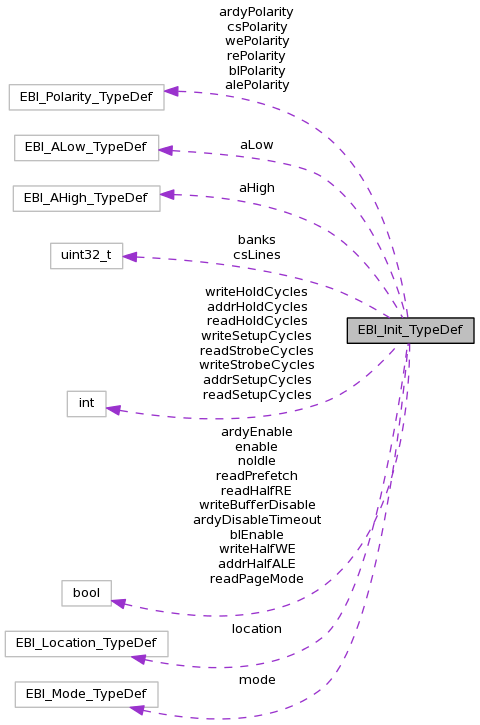 ardyPolarity
csPolarity
wePolarity
rePolarity
blPolarity
alePolarity
EBI_Polarity_TypeDef
aLow
EBI_ALow_TypeDef
aHigh
EBI_AHigh_TypeDef
banks
csLines
uint32_t
writeHoldCycles
addrHoldCycles
readHoldCycles
writeSetupCycles
readStrobeCycles
writeStrobeCycles
addrSetupCycles
readSetupCycles
EBI_Init_TypeDef
int
ardyEnable
enable
noIdle
readPrefetch
readHalfRE
writeBufferDisable
ardyDisableTimeout
blEnable
writeHalfWE
addrHalfALE
readPageMode
bool
location
EBI_Location_TypeDef
mode
EBI_Mode_TypeDef